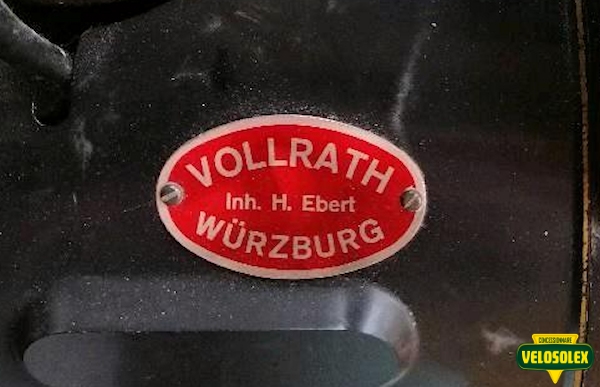 VOLLRATH
Inh. H. Ebert
WÜRZBURG
CONCESSIONNAIRE
VELOSOLEX